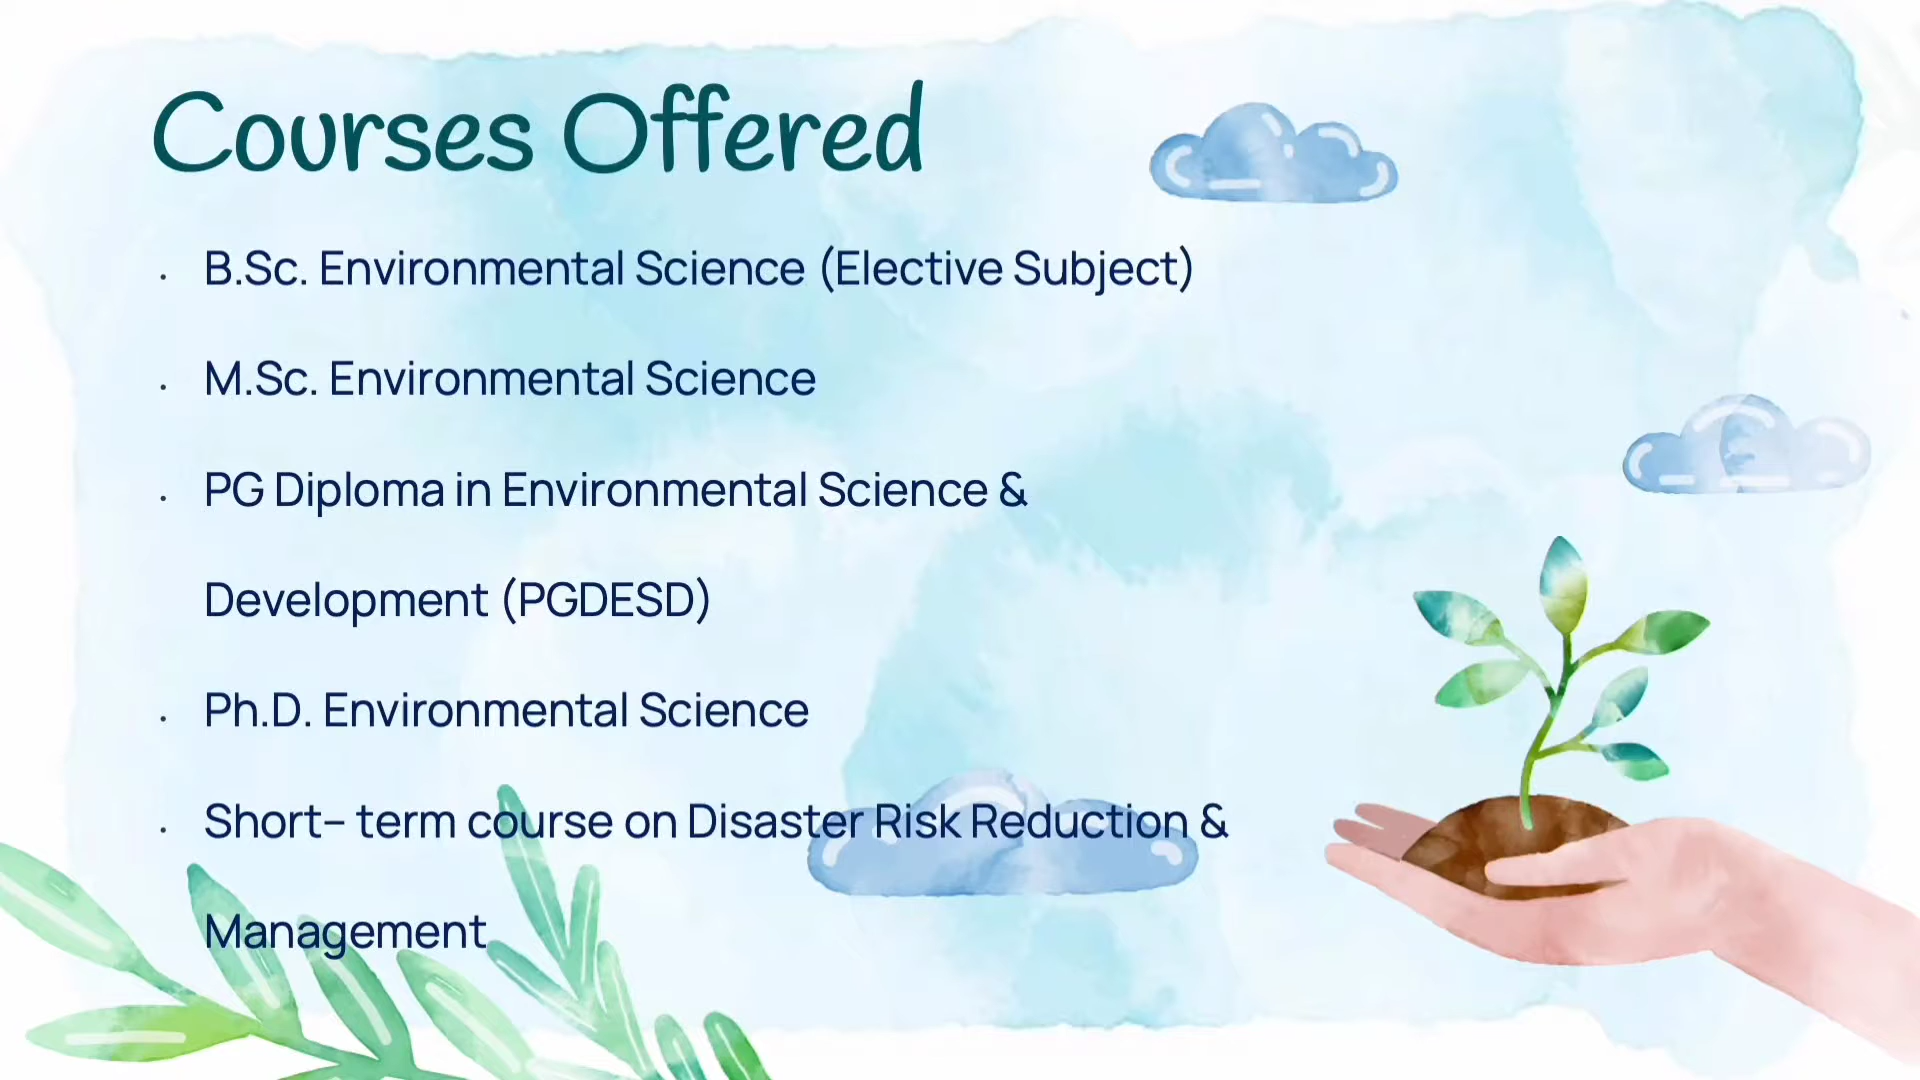 Courses Offered
• B.Sc. Environmental Science (Elective Subject)
• M.Sc. Environmental Science
• PG Diploma in Environmental Science &
Development (PGDESD)
• Ph.D. Environmental Science
• Short– term course on Disaster Risk Reduction &
Management